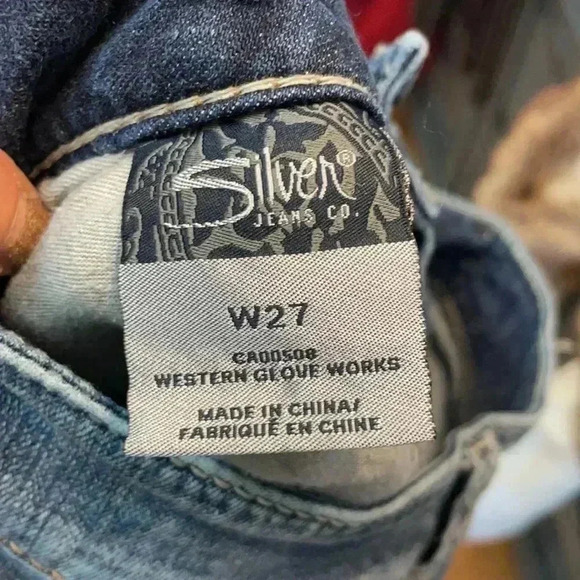 Silver®
JEANS CO.
W27
CA00508
WESTERN GLOVE WORKS
MADE IN CHINA/
FABRIQUÉ EN CHINE